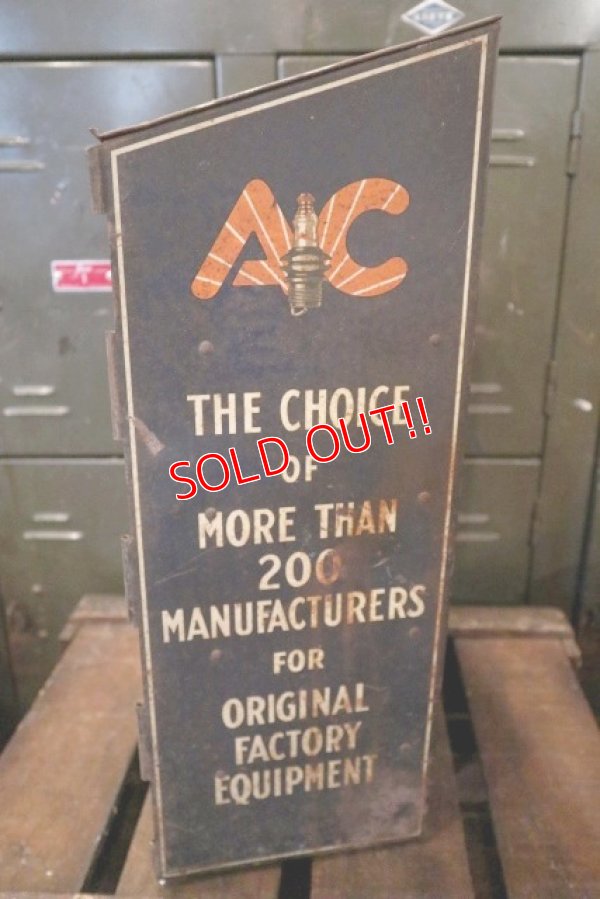 AC
THE CHOICE
SOLD OUT!!
OF
MORE THAN
200
MANUFACTURERS
FOR
ORIGINAL
FACTORY
EQUIPMENT